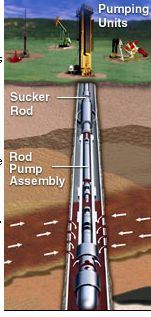 Pumping
Units
Sucker
Rod
Rod
Pump
Assembly